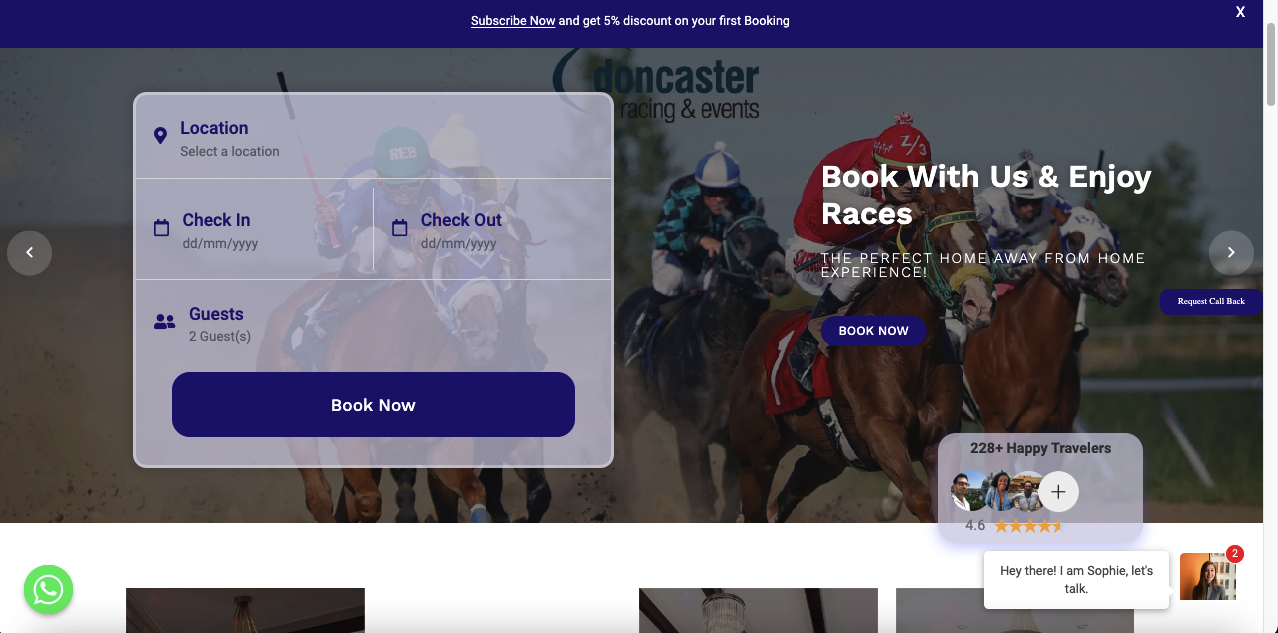 Subscribe Now and get 5% discount on your first Booking
X
doncaster
racing & events
Location
Select a location
REB
Z/3
Check In
dd/mm/yyyy
Check Out
dd/mm/yyyy
Guests
2 Guest(s)
Book Now
Book With Us & Enjoy
Races
THE PERFECT HOME AWAY FROM HOME
EXPERIENCE!
BOOK NOW
1
Request Call Back
228+ Happy Travelers
4.6
Hey there! I am Sophie, let's
talk.
2